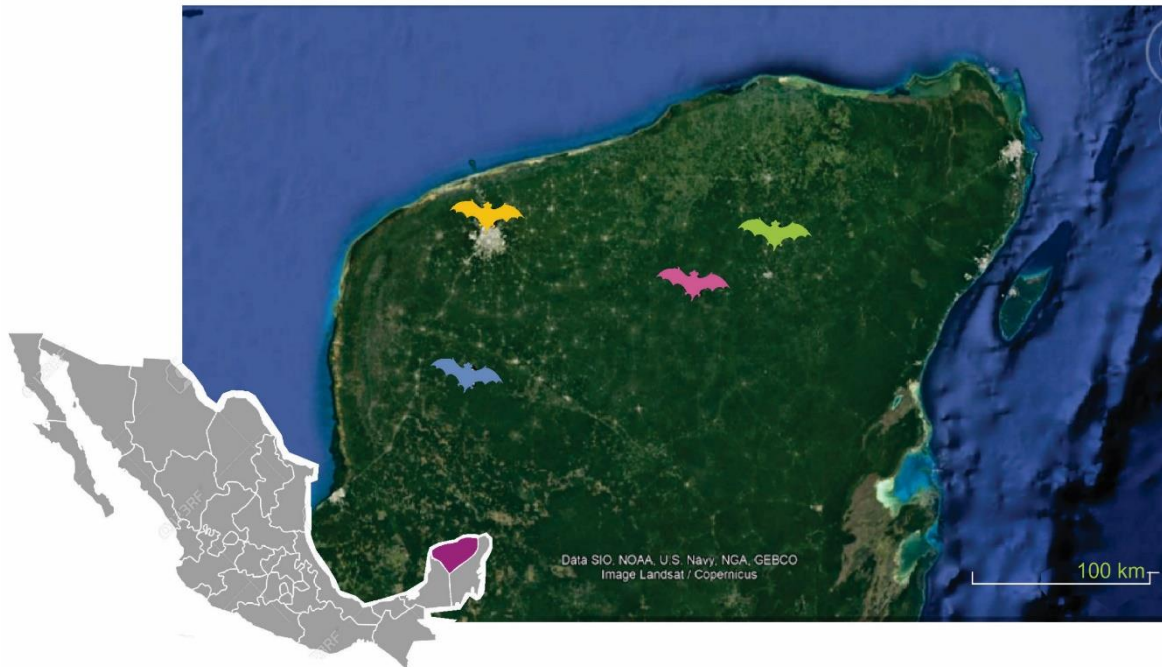 Data SIO, NOAA, U.S. Navy, NGA, GEBCO
Image Landsat / Copernicus
100 km